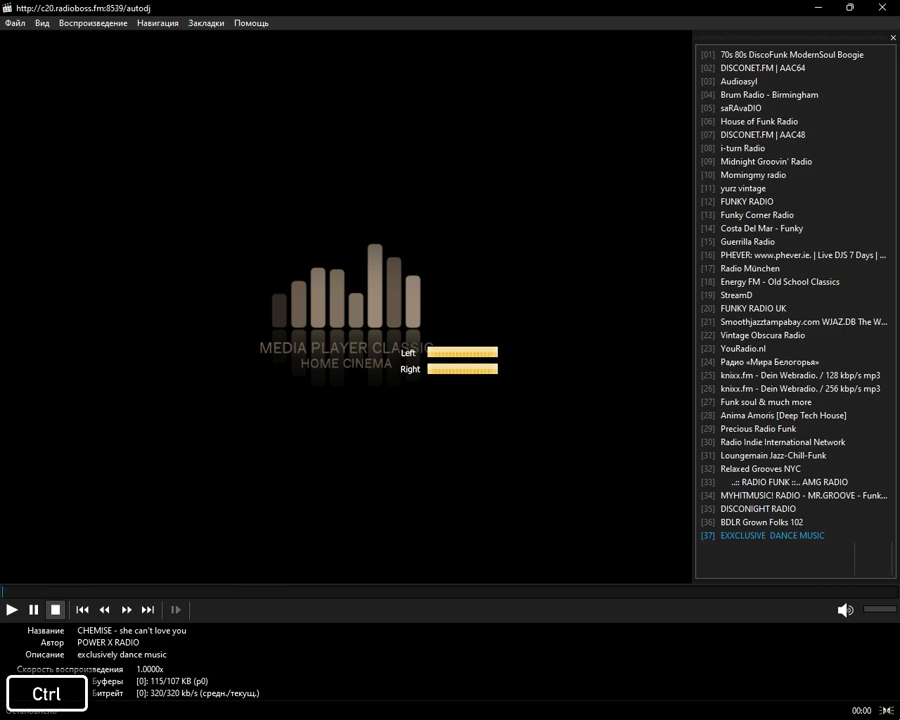 http://c20.radioboss.fm:8539/autodj
Файл Вид Воспроизведение Навигация Закладки Помощь
[01] 70s 80s DiscoFunk ModernSoul Boogie
[02] DISCONET.FM | AAC64
[03] Audioasyl
[04] Brum Radio - Birmingham
[05] saRAvaDIO
[06] House of Funk Radio
[07] DISCONET.FM | AAC48
[08] i-turn Radio
[09] Midnight Groovin' Radio
[10] Momingmy radio
[11] yurz vintage
[12] FUNKY RADIO
[13] Funky Corner Radio
[14] Costa Del Mar - Funky
[15] Guerrilla Radio
[16] PHEVER: www.phever.ie. | Live DJS 7 Days | ...
[17] Radio München
[18] Energy FM - Old School Classics
[19] StreamD
[20] FUNKY RADIO UK
[21] Smoothjazztampabay.com WJAZ.DB The W...
[22] Vintage Obscura Radio
[23] YouRadio.nl
[24] Радио «Мира Белогорья»
[25] knixx.fm - Dein Webradio. / 128 kbp/s mp3
[26] knixx.fm - Dein Webradio. / 256 kbp/s mp3
[27] Funk soul & much more
[28] Anima Amoris [Deep Tech House]
[29] Precious Radio Funk
[30] Radio Indie International Network
[31] Loungemain Jazz-Chill-Funk
[32] Relaxed Grooves NYC
[33] ..:: RADIO FUNK ::.. AMG RADIO
[34] MYHITMUSIC! RADIO - MR.GROOVE - Funk...
[35] DISCONIGHT RADIO
[36] BDLR Grown Folks 102
[37] EXXCLUSIVE DANCE MUSIC
MEDIA PLAYER CLASSIC
HOME CINEMA
Left
Right
Название CHEMISE - she can't love you
Автор POWER X RADIO
Описание exclusively dance music
Скорость воспроизведения 1.0000x
Буферы [0]: 115/107 KB (p0)
Битрейт [0]: 320/320 kb/s (средн./текущ.)
Ctrl
00:00